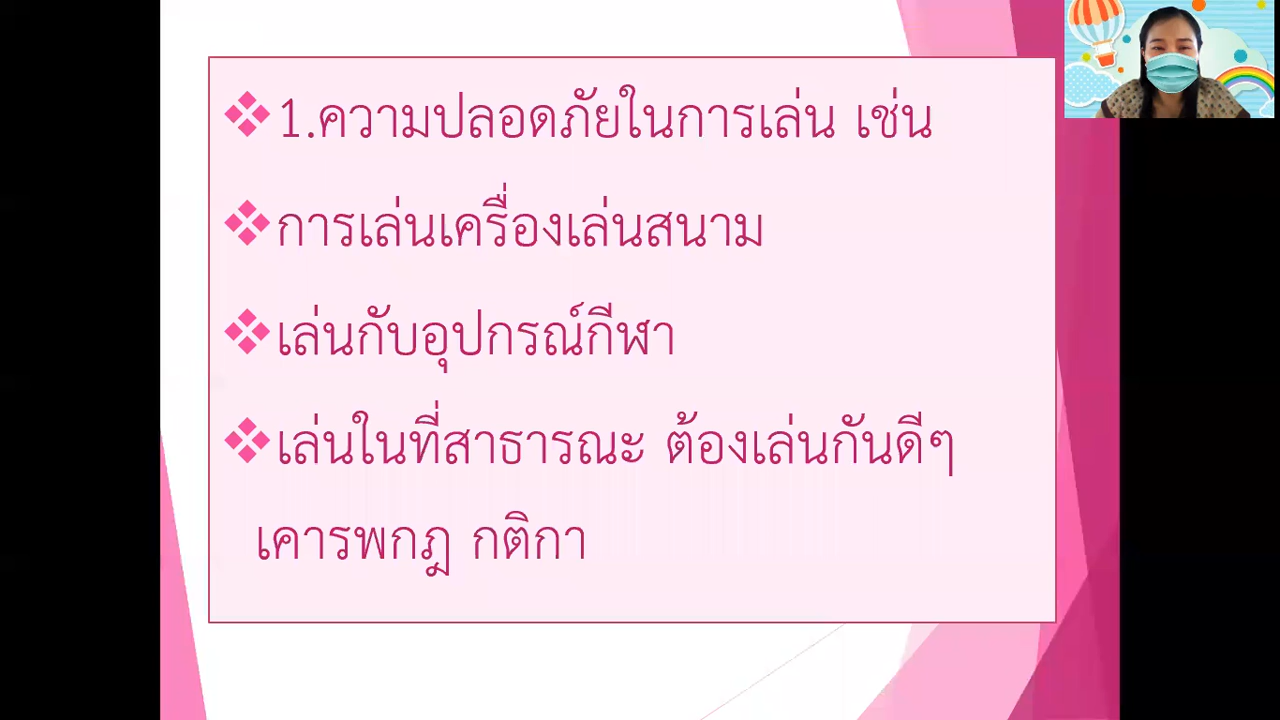 1.ความปลอดภัยในการเล่น เช่น
การเล่นเครื่องเล่นสนาม
เล่นกับอุปกรณ์กีฬา
เล่นในที่สาธารณะ ต้องเล่นกันดีๆ
เคารพกฎ กติกา